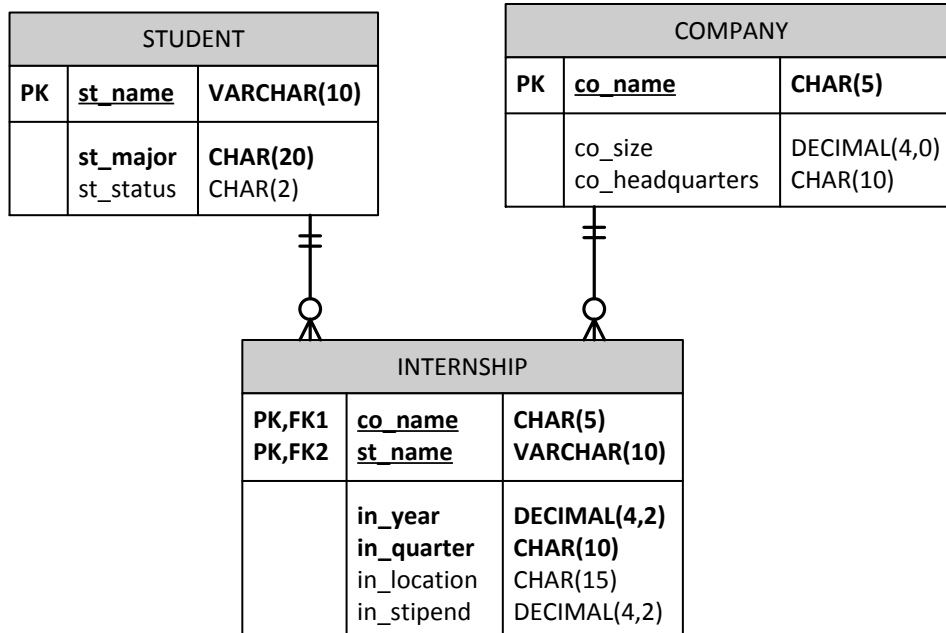 STUDENT
PK st_name VARCHAR(10)
st_major CHAR(20)
st_status CHAR(2)
COMPANY
PK co_name CHAR(5)
co_size DECIMAL(4,0)
co_headquarters CHAR(10)
INTERNSHIP
PK,FK1 co_name CHAR(5)
PK,FK2 st_name VARCHAR(10)
in_year DECIMAL(4,2)
in_quarter CHAR(10)
in_location CHAR(15)
in_stipend DECIMAL(4,2)